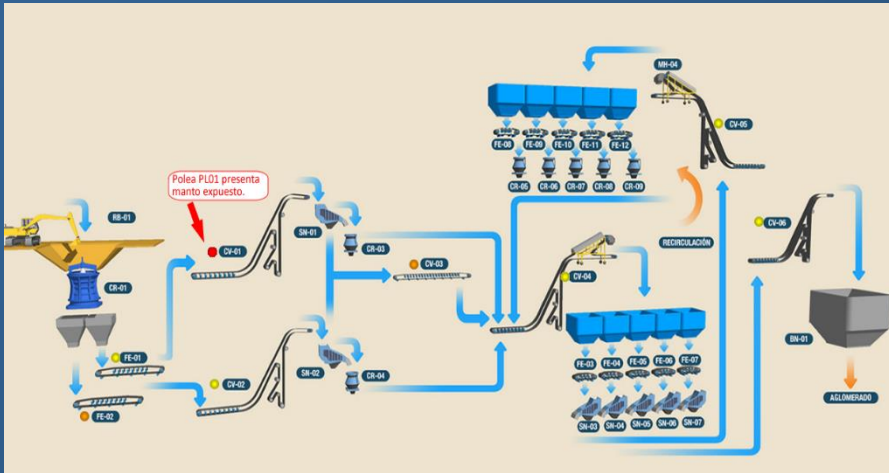 MH-04
CV-05
FE-08
FE-09
FE-10
FE-11
FE-12
CR-05
CR-06
CR-07
CR-08
CR-09
Polea PL01 presenta
manto expuesto.
RB-01
CV-01
SN-01
CR-03
CR-01
CV-03
RECIRCULACIÓN
CV-06
CV-04
FE-01
FE-02
CV-02
SN-02
CR-04
FE-03
FE-04
FE-05
FE-06
FE-07
SN-03
SN-04
SN-05
SN-06
SN-07
BN-01
AGLOMERADO